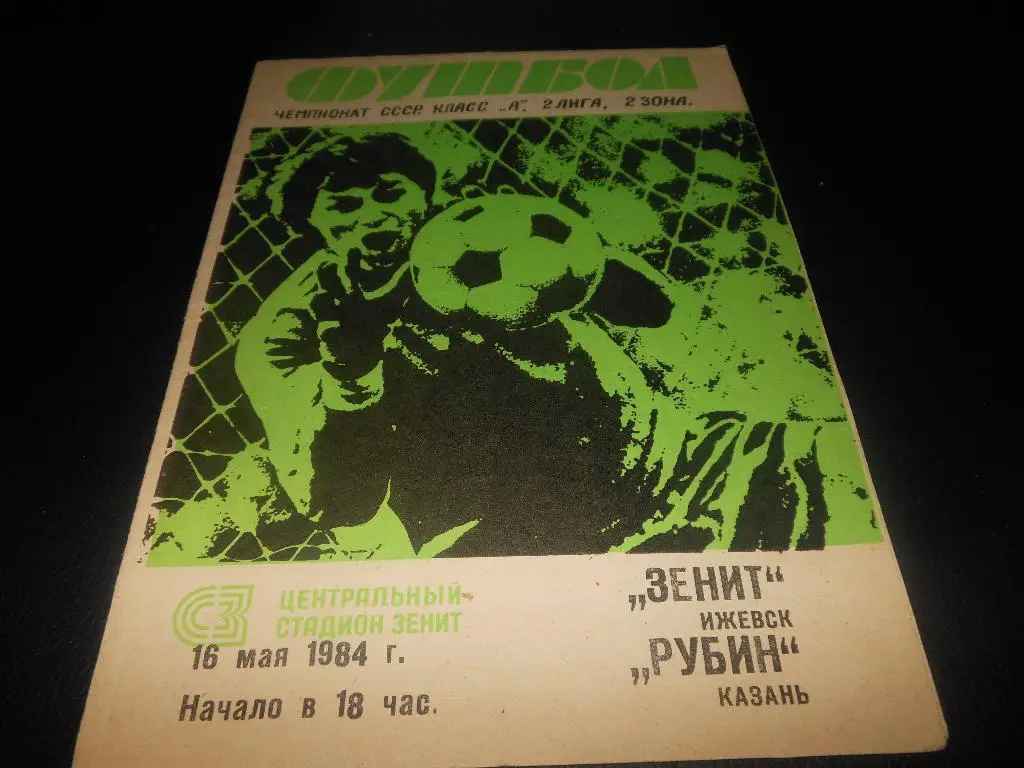 ФУТБОЛ
ЧЕМПИОНАТ СССР. КЛАСС „А“, 2 ЛИГА, 2 ЗОНА.
СЗ ЦЕНТРАЛЬНЫЙ
СТАДИОН ЗЕНИТ
16 мая 1984 г.
Начало в 18 час.
„ЗЕНИТ“
ИЖЕВСК
„РУБИН“
КАЗАНЬ